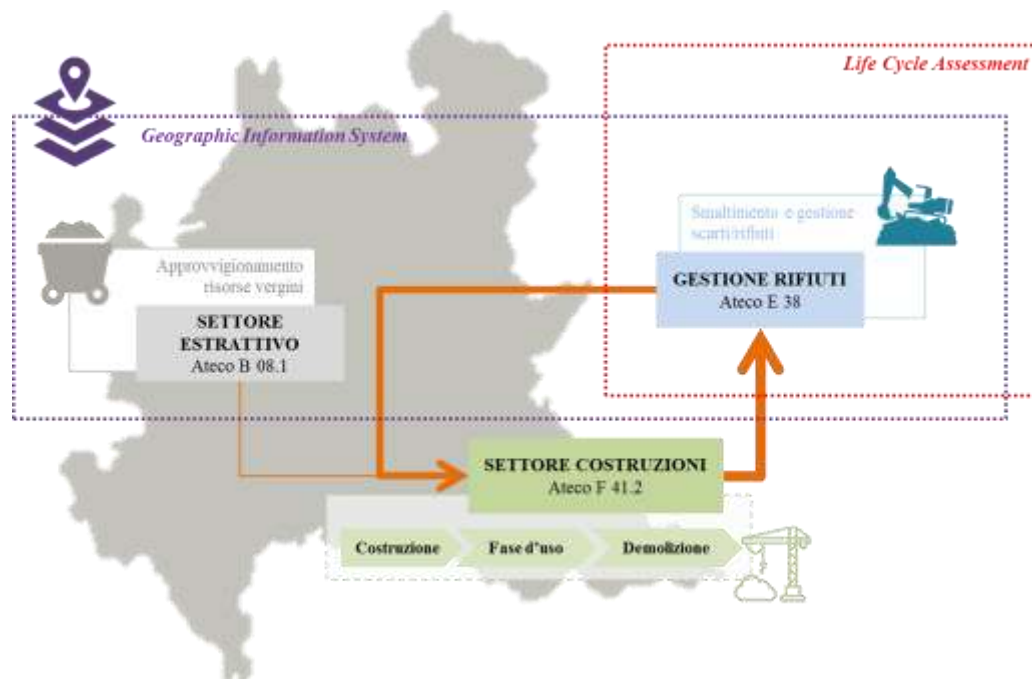 Life Cycle Assessment
Geographic Information System
Smaltimento e gestione
scarti/rifiuti
GESTIONE RIFIUTI
Ateco E 38
Approvvigionamento
risorse vergini
SETTORE
ESTRATTIVO
Ateco B 08.1
SETTORE COSTRUZIONI
Ateco F 41.2
Costruzione
Fase d'uso
Demolizione